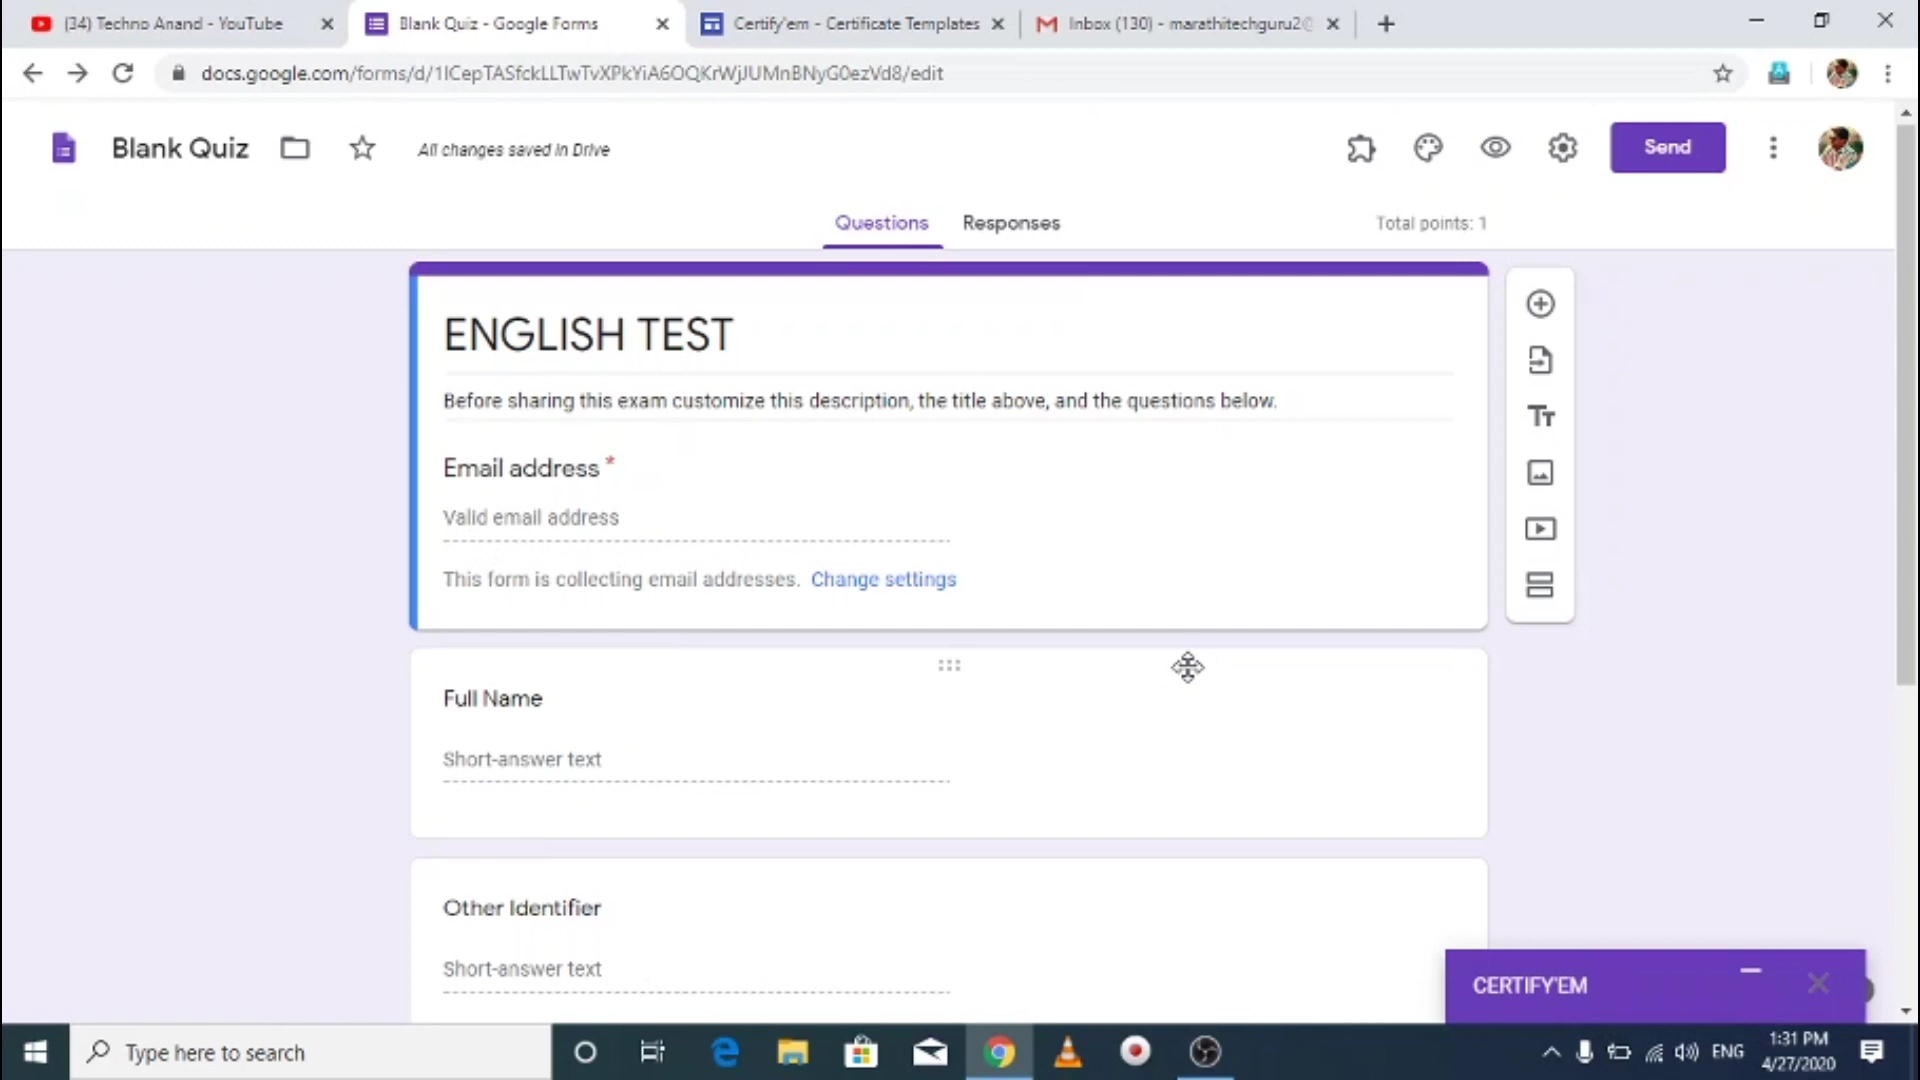 (34) Techno Anand - YouTube
Blank Quiz - Google Forms
Certify'em - Certificate Templates
Inbox (130) - marathitechguru2@
docs.google.com/forms/d/1ICepTASfckLLTwTvXPkYiA6OQKrWjJUMnBNyG0ezVd8/edit
Blank Quiz
All changes saved in Drive
Send
Questions
Responses
Total points: 1
ENGLISH TEST
Before sharing this exam customize this description, the title above, and the questions below.
Email address *
Valid email address
This form is collecting email addresses. Change settings
Tт
Full Name
Short-answer text
Other Identifier
Short-answer text
CERTIFY'EM
Type here to search
ENG
1:31 PM
4/27/2020